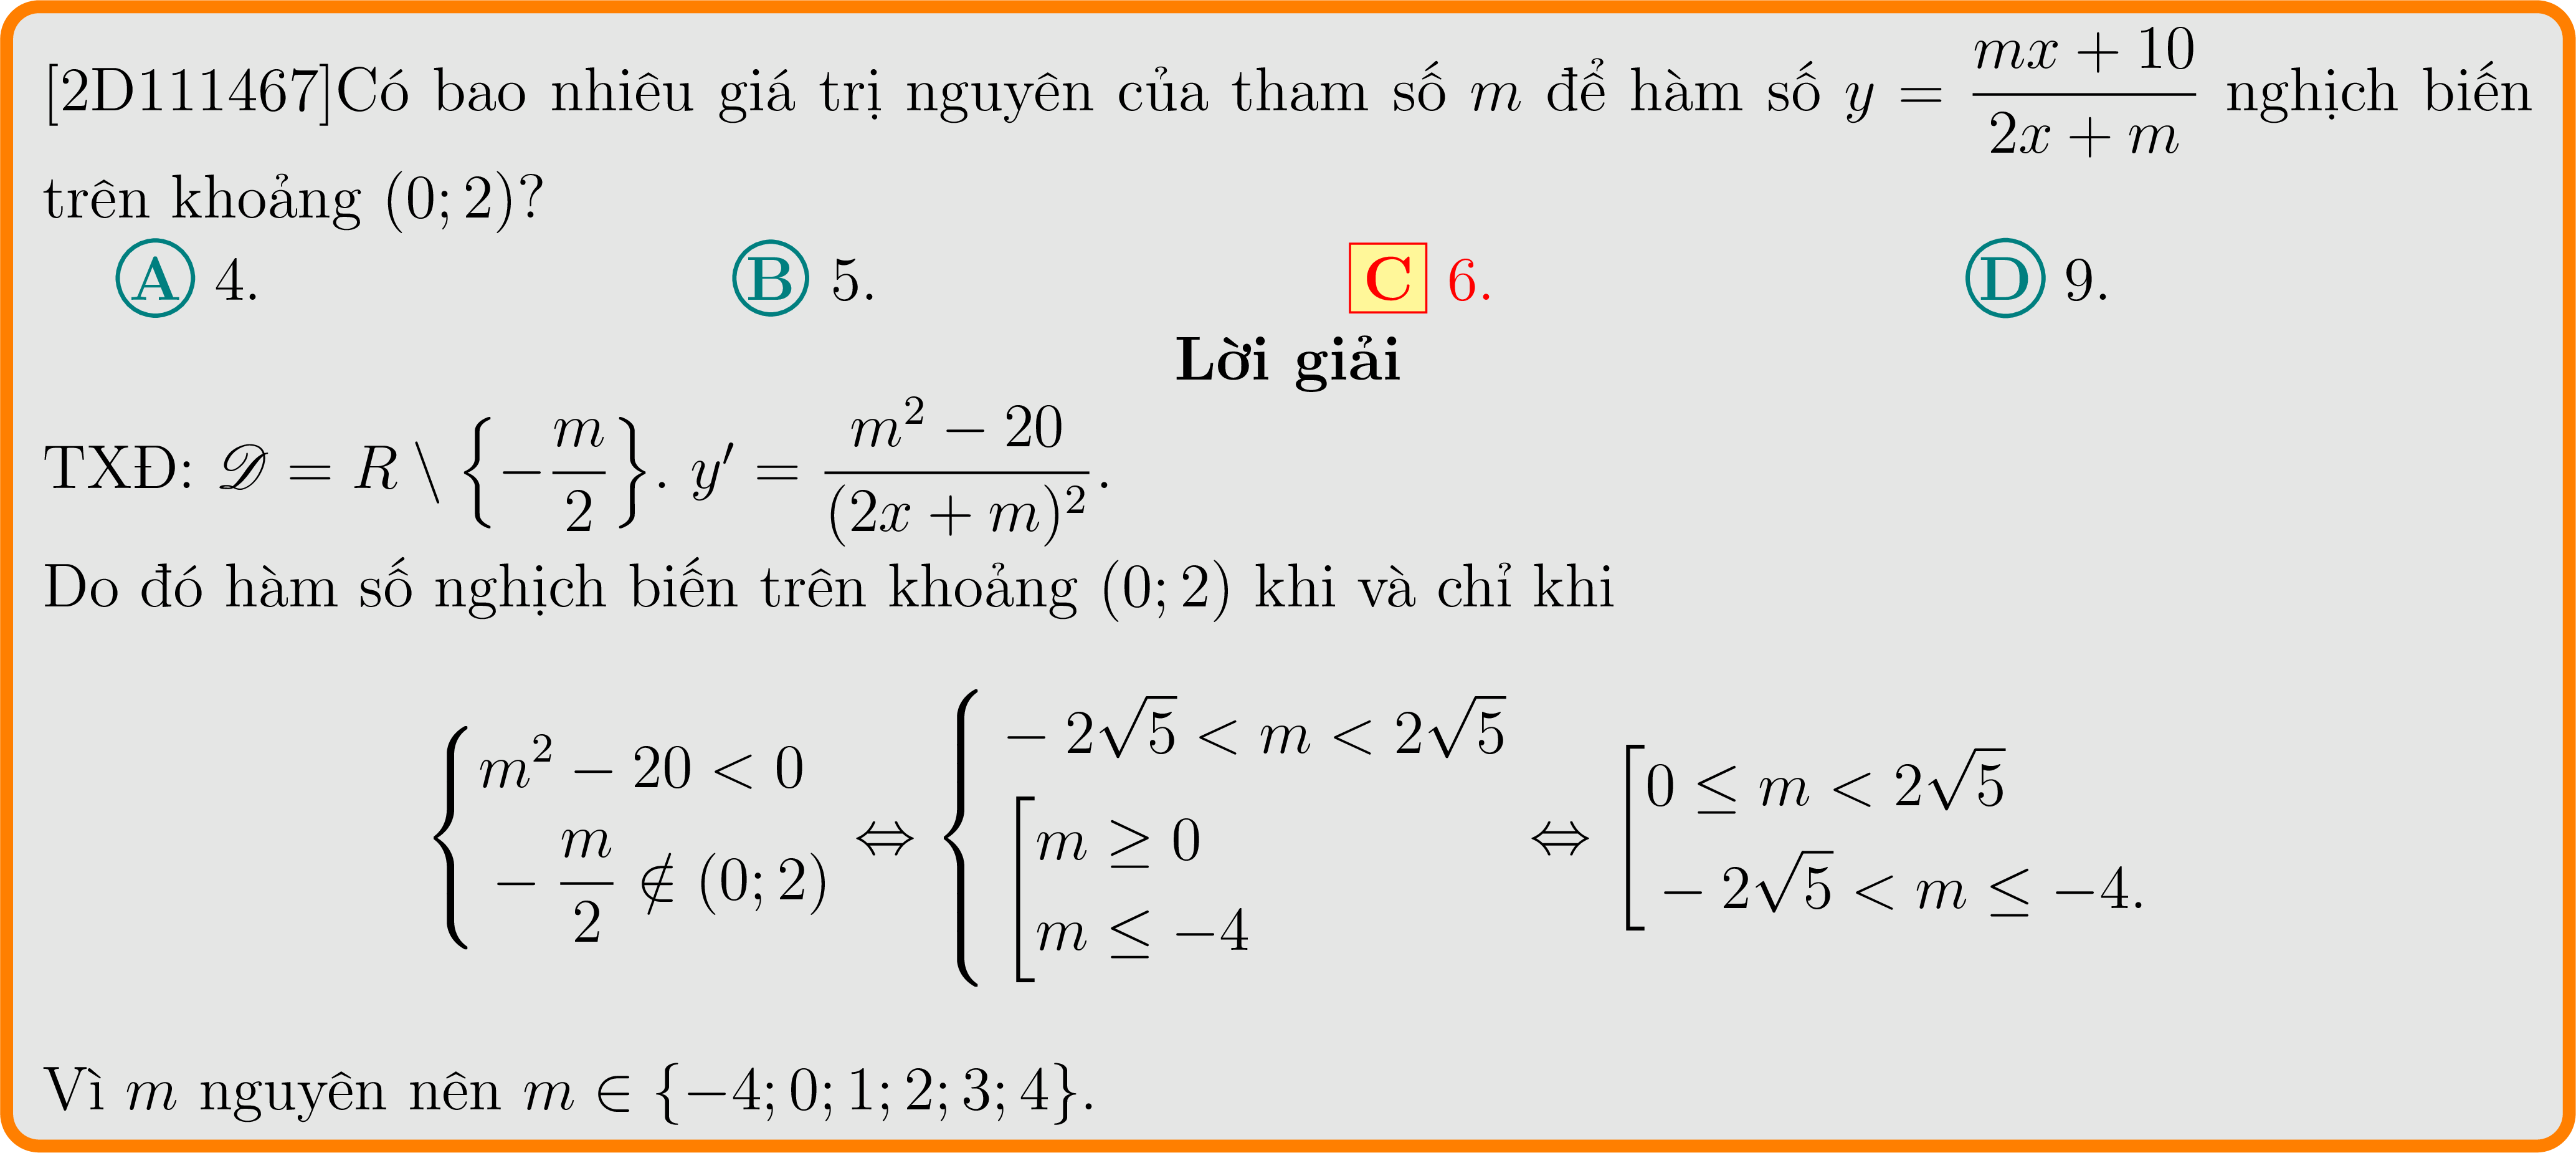 [2D111467]Có bao nhiêu giá trị nguyên của tham số $m$ để hàm số $y = \dfrac{mx + 10}{2x + m}$ nghịch biến
trên khoảng $(0; 2)$?
Ⓐ 4. Ⓑ 5. C 6. Ⓓ 9.
Lời giải
TXĐ: $\mathscr{D} = R \setminus \left\{-\dfrac{m}{2}\right\}$. $y' = \dfrac{m^2 - 20}{(2x + m)^2}$.
Do đó hàm số nghịch biến trên khoảng $(0; 2)$ khi và chỉ khi
$\begin{cases} m^2 - 20 < 0 \\ -\dfrac{m}{2} \notin (0; 2) \end{cases} \Leftrightarrow \begin{cases} -2\sqrt{5} < m < 2\sqrt{5} \\ \left[\begin{array}{l} m \geq 0 \\ m \leq -4 \end{array}\right. \end{cases} \Leftrightarrow \left[\begin{array}{l} 0 \leq m < 2\sqrt{5} \\ -2\sqrt{5} < m \leq -4. \end{array}\right.$
Vì $m$ nguyên nên $m \in \{-4; 0; 1; 2; 3; 4\}$.